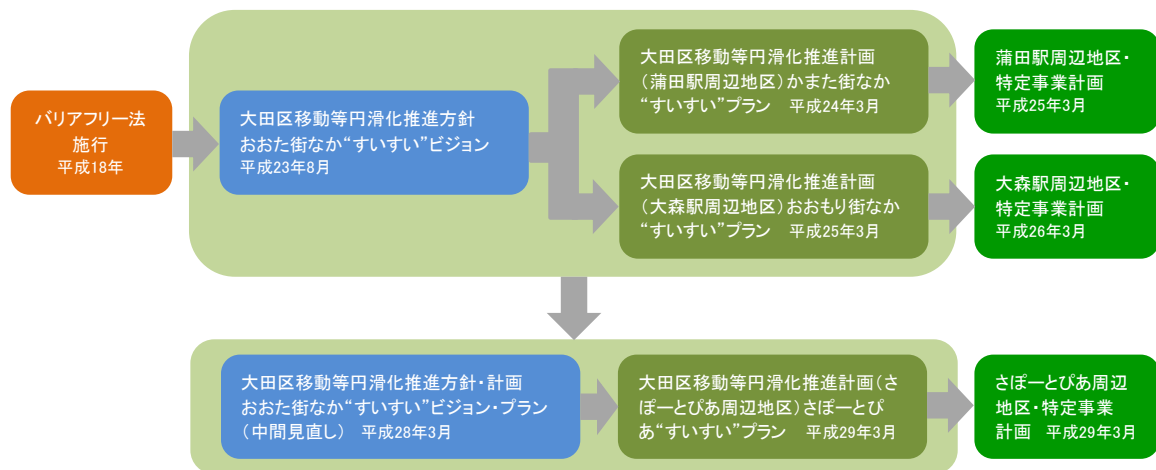 バリアフリー法
施行
平成18年
大田区移動等円滑化推進方針
おおた街なか“すいすい”ビジョン
平成23年8月
大田区移動等円滑化推進計画
（蒲田駅周辺地区）かまた街なか
“すいすい”プラン　平成24年3月
蒲田駅周辺地区・
特定事業計画
平成25年3月
大田区移動等円滑化推進計画
（大森駅周辺地区）おおもり街なか
“すいすい”プラン　平成25年3月
大森駅周辺地区・
特定事業計画
平成26年3月
大田区移動等円滑化推進方針・計画
おおた街なか“すいすい”ビジョン・プラン
（中間見直し）　平成28年3月
大田区移動等円滑化推進計画（さ
ぽーとぴあ周辺地区）さぽーとぴ
あ“すいすい”プラン　平成29年3月
さぽーとぴあ周辺
地区・特定事業
計画　平成29年3月